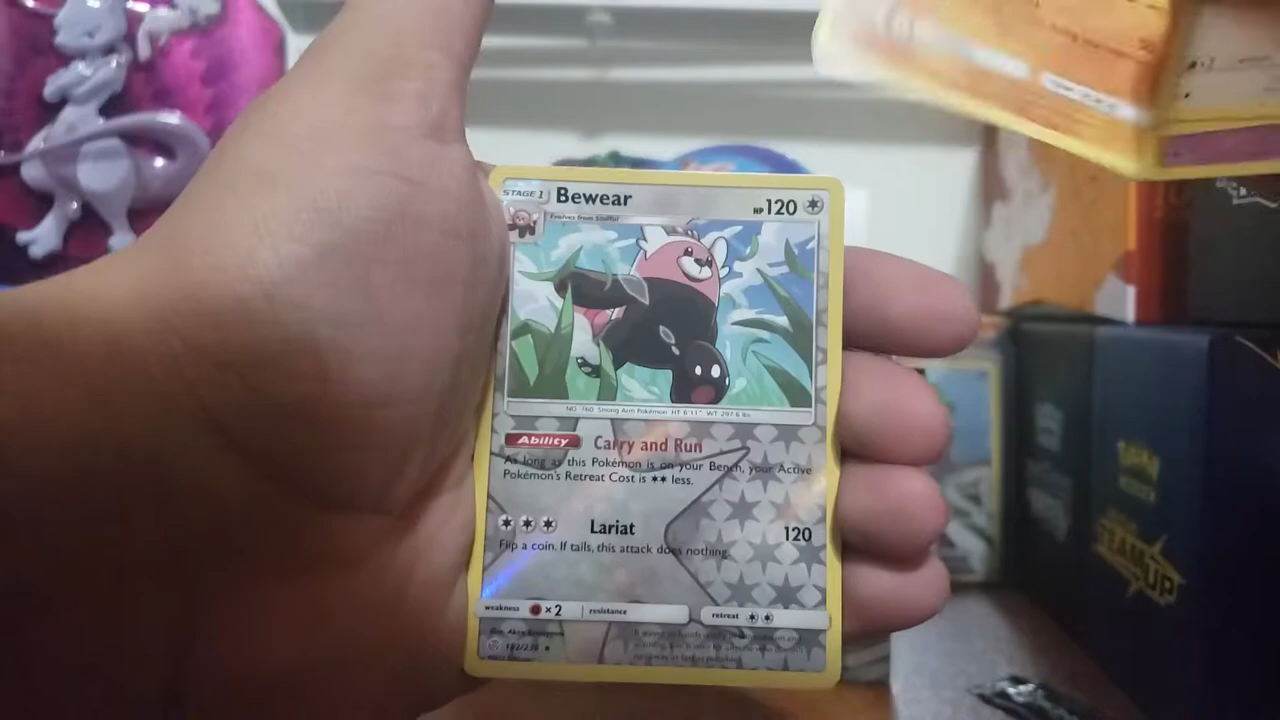 STAGE 1 Bewear HP 120
Evolves from Stufful
NO. 760 Strong Arm Pokémon HT 6'11" WT 297.6 lbs
Ability Carry and Run
As long as this Pokémon is on your Bench, your Active
Pokémon's Retreat Cost is less.
Lariat 120
Flip a coin. If tails, this attack does nothing.
weakness ×2 resistance retreat
182/236
TEAM UP